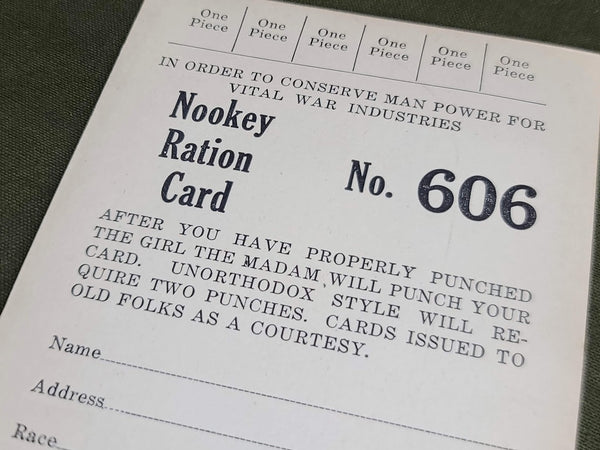 One Piece One Piece One Piece One Piece One Piece One Piece
IN ORDER TO CONSERVE MAN POWER FOR
VITAL WAR INDUSTRIES
Nookey
Ration
Card
No. 606
AFTER YOU HAVE PROPERLY PUNCHED
THE GIRL THE MADAM WILL PUNCH YOUR
CARD. UNORTHODOX STYLE WILL RE-
QUIRE TWO PUNCHES. CARDS ISSUED TO
OLD FOLKS AS A COURTESY.
Name
Address
Race